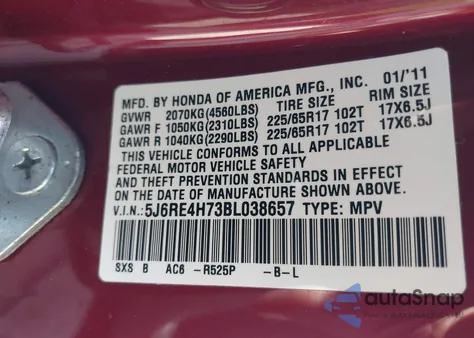 MFD. BY HONDA OF AMERICA MFG., INC. 01/'11
GVWR 2070KG(4560LBS) TIRE SIZE RIM SIZE
GAWR F 1050KG(2310LBS) 225/65R17 102T 17X6.5J
GAWR R 1040KG(2290LBS) 225/65R17 102T 17X6.5J
THIS VEHICLE CONFORMS TO ALL APPLICABLE
FEDERAL MOTOR VEHICLE SAFETY
AND THEFT PREVENTION STANDARDS IN EFFECT
ON THE DATE OF MANUFACTURE SHOWN ABOVE.
V.I.N.: 5J6RE4H73BL038657 TYPE: MPV
SXS B AC6 -R525P -B-L
autoSnap